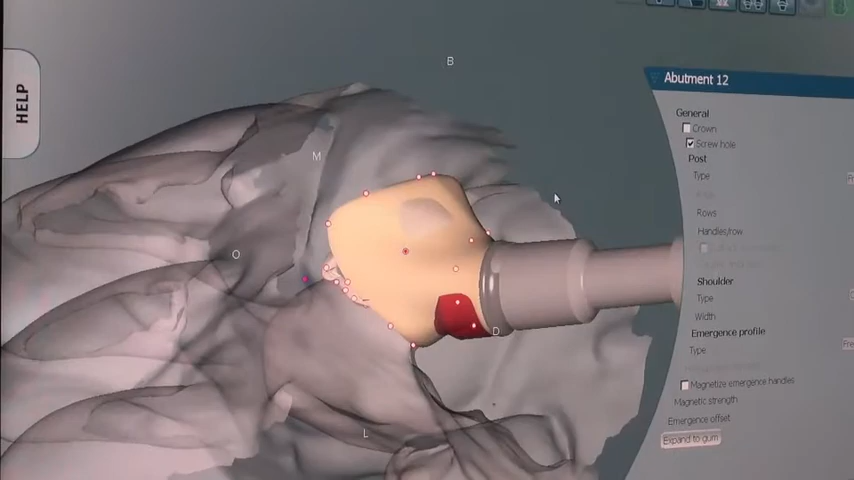 HELP
B
M
O
D
L
Abutment 12
General
Crown
Screw hole
Post
Type
Rows
Handles/row
Shoulder
Type
Width
Emergence profile
Type
Magnetize emergence handles
Magnetic strength
Emergence offset
Expand to gum